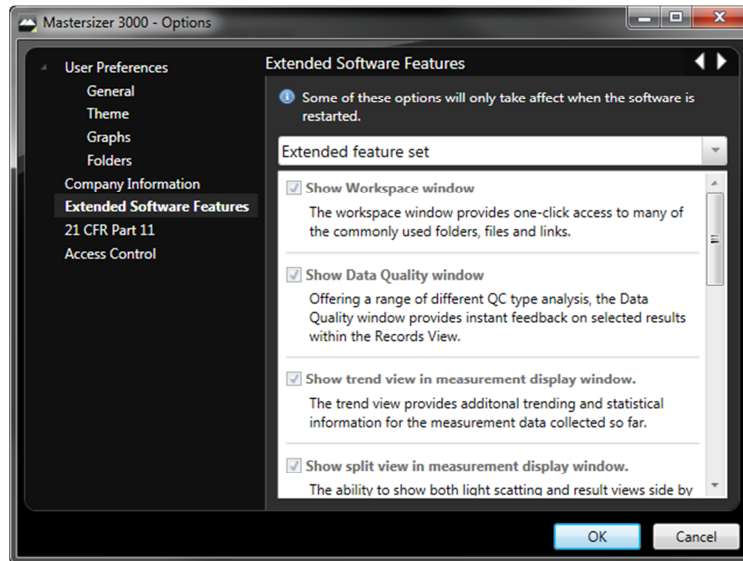 Mastersizer 3000 - Options
User Preferences
General
Theme
Graphs
Folders
Company Information
Extended Software Features
21 CFR Part 11
Access Control
Extended Software Features
Some of these options will only take affect when the software is
restarted.
Extended feature set
Show Workspace window
The workspace window provides one-click access to many of
the commonly used folders, files and links.
Show Data Quality window
Offering a range of different QC type analysis, the Data
Quality window provides instant feedback on selected results
within the Records View.
Show trend view in measurement display window.
The trend view provides additonal trending and statistical
information for the measurement data collected so far.
Show split view in measurement display window.
The ability to show both light scatting and result views side by
OK
Cancel